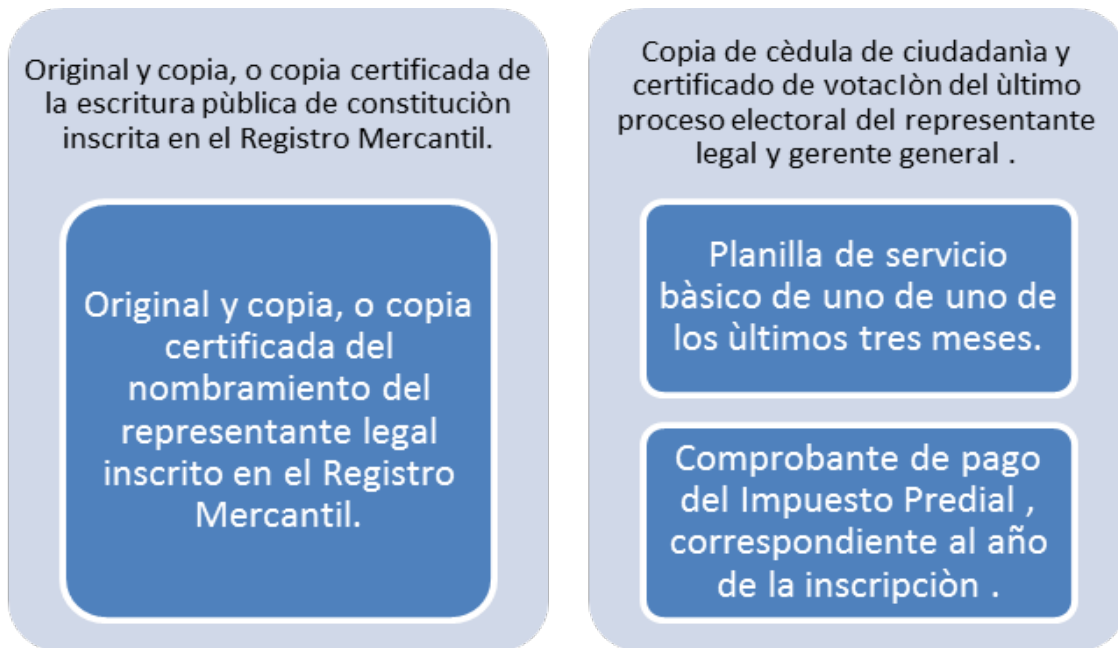 Original y copia, o copia certificada de
la escritura pùblica de constituciòn
inscrita en el Registro Mercantil.
Original y copia, o copia
certificada del
nombramiento del
representante legal
inscrito en el Registro
Mercantil.
Copia de cèdula de ciudadanìa y
certificado de votacIòn del ùltimo
proceso electoral del representante
legal y gerente general .
Planilla de servicio
bàsico de uno de uno de
los ùltimos tres meses.
Comprobante de pago
del Impuesto Predial ,
correspondiente al año
de la inscripciòn .